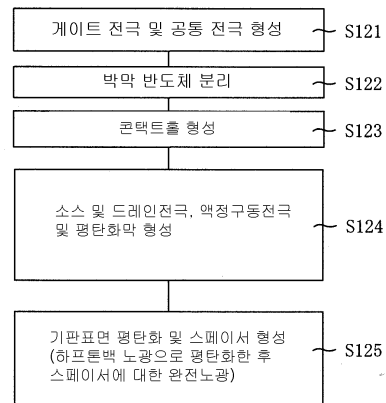 게이트 전극 및 공통 전극 형성
S121
박막 반도체 분리
S122
콘택트홀 형성
S123
소스 및 드레인전극, 액정구동전극
및 평탄화막 형성
S124
기판표면 평탄화 및 스페이서 형성
(하프톤백 노광으로 평탄화한 후
스페이서에 대한 완전노광)
S125